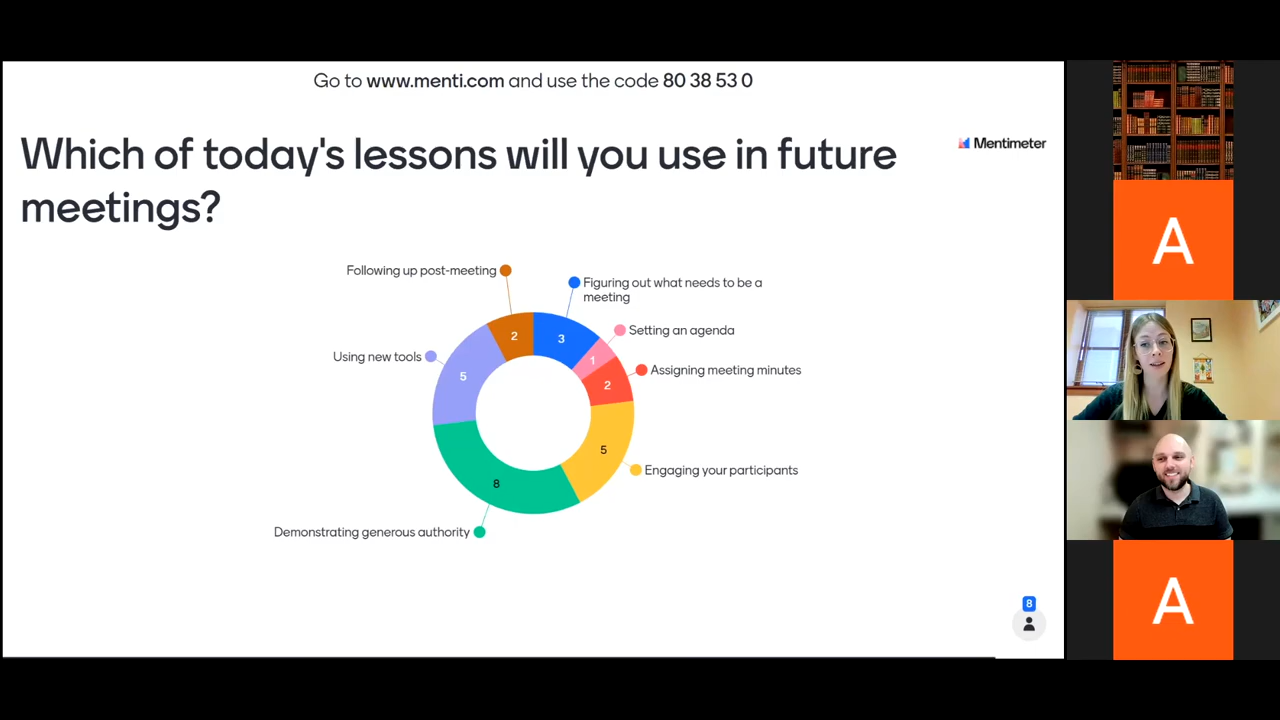 Go to www.menti.com and use the code 80 38 53 0
Which of today's lessons will you use in future
meetings?
Mentimeter
Following up post-meeting
Figuring out what needs to be a
meeting
Setting an agenda
Using new tools
Assigning meeting minutes
Engaging your participants
Demonstrating generous authority
2
3
1
2
5
5
8
8
A
A